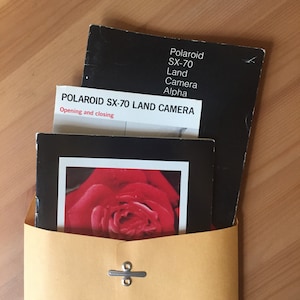 Polaroid
SX-70
Land
Camera
Alpha
POLAROID SX-70 LAND CAMERA
Opening and closing